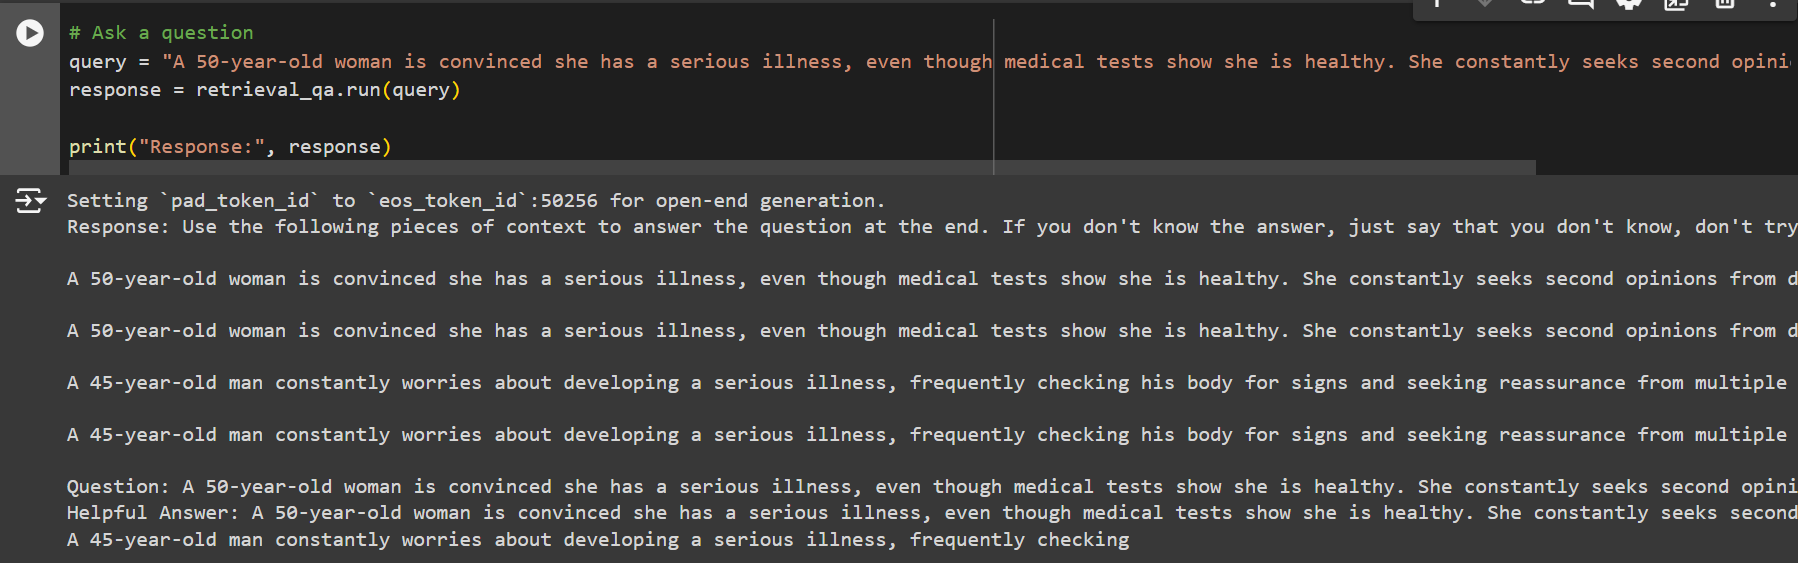 # Ask a question
query = "A 50-year-old woman is convinced she has a serious illness, even though medical tests show she is healthy. She constantly seeks second opini
response = retrieval_qa.run(query)
print("Response:", response)
Setting `pad_token_id` to `eos_token_id`:50256 for open-end generation.
Response: Use the following pieces of context to answer the question at the end. If you don't know the answer, just say that you don't know, don't try
A 50-year-old woman is convinced she has a serious illness, even though medical tests show she is healthy. She constantly seeks second opinions from d
A 50-year-old woman is convinced she has a serious illness, even though medical tests show she is healthy. She constantly seeks second opinions from d
A 45-year-old man constantly worries about developing a serious illness, frequently checking his body for signs and seeking reassurance from multiple
A 45-year-old man constantly worries about developing a serious illness, frequently checking his body for signs and seeking reassurance from multiple
Question: A 50-year-old woman is convinced she has a serious illness, even though medical tests show she is healthy. She constantly seeks second opini
Helpful Answer: A 50-year-old woman is convinced she has a serious illness, even though medical tests show she is healthy. She constantly seeks second
A 45-year-old man constantly worries about developing a serious illness, frequently checking